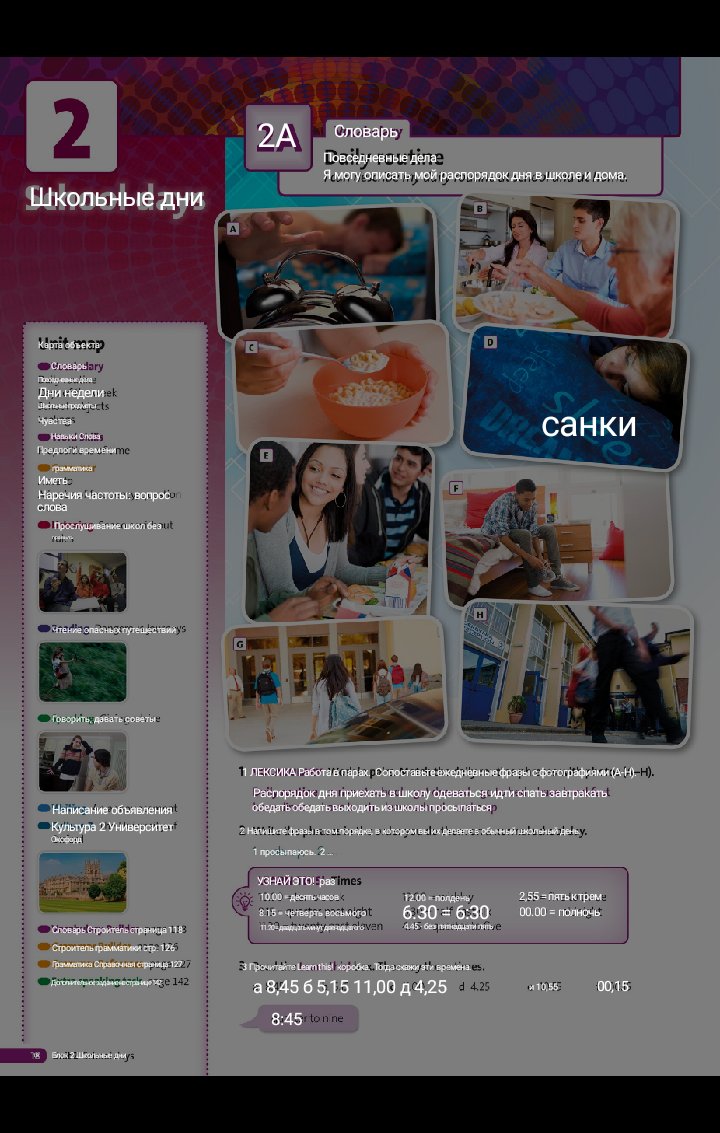 2
Школьные дни
2A
Словарь
Повседневные дела
Я могу описать мой распорядок дня в школе и дома.
A
B
C
D
санки
E
F
G
H
Карта объекта
Словарь
Повседневные дела
Дни недели
Школьные предметы
Чувства
Навыки Слова
Предлоги времени
грамматика
Иметь
Наречия частоты: вопрос
слова
Прослушивание школ без
Чтение опасных путешествий
Говорить, давать советы
Написание объявления
Культура 2 Университет
Оксфорд
Словарь Строитель страница 118
Строитель грамматики стр. 126
Грамматика Справочная страница 127
Дополнительное задание на странице 142
1 ЛЕКСИКА Работа в парах. Сопоставьте ежедневные фразы с фотографиями (A-H).
Распорядок дня приехать в школу одеваться идти спать завтракать
обедать обедать выходить из школы просыпаться
2 Напишите фразы в том порядке, в котором вы их делаете в обычный школьный день.
1 просыпаюсь. 2 ...
УЗНАЙ ЭТО! раз
10.00 = десять часов
12.00 = полдень
2,55 = пять к трем
8.15 = четверть восьмого
6.30 = 6.30
00.00 = полночь
11.20= двадцать минут двенадцатого
4.45 - без пятнадцати пять
3 Прочитайте Learn this! коробка. Тогда скажи эти времена.
а 8,45 б 5,15 11,00 д 4,25
d 4.25
и 10,55
00,15
8:45
Блок 2 Школьные дни